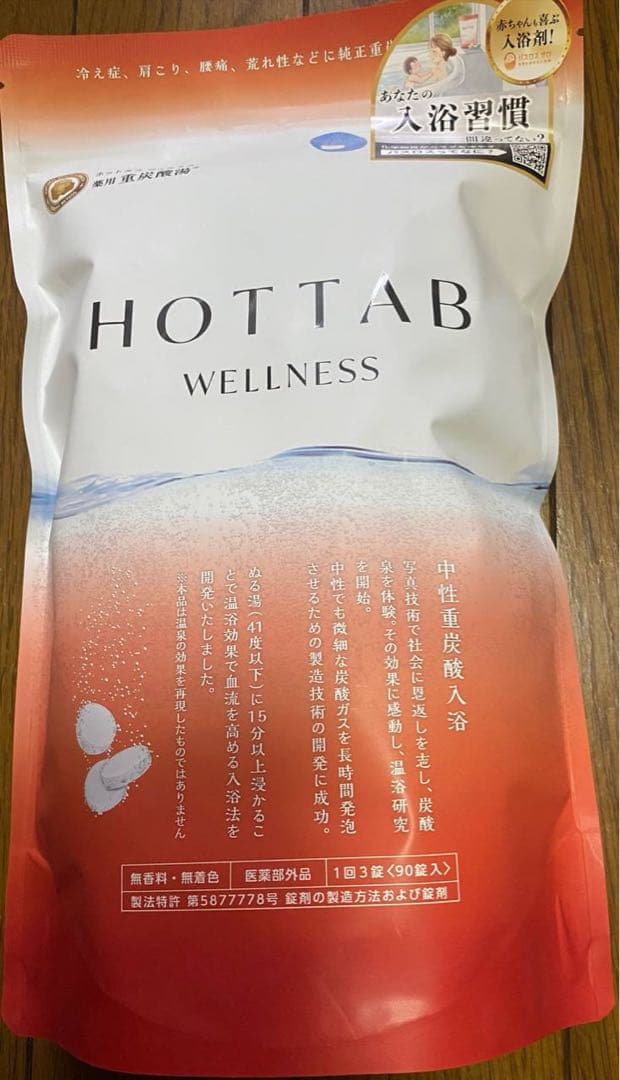 冷え症、肩こり、腰痛、荒れ性などに純正重炭
赤ちゃんも喜ぶ
入浴剤!
あなたの
入浴習慣
間違ってない?
薬用 重炭酸湯
HOT TAB
WELLNESS
中性重炭酸入浴
写真技術で社会に恩返しを志し、炭酸
泉を体験。その効果に感動し、温浴研究
を開始。
中性でも微細な炭酸ガスを長時間発泡
させるための製造技術の開発に成功。
ぬる湯(41度以下)に15分以上浸かるこ
とで温浴効果で血流を高める入浴法を
開発いたしました。
※本品は温泉の効果を再現したものではありません
無香料・無着色
医薬部外品
1回3錠〈90錠入〉
製法特許 第5877778号 錠剤の製造方法および錠剤